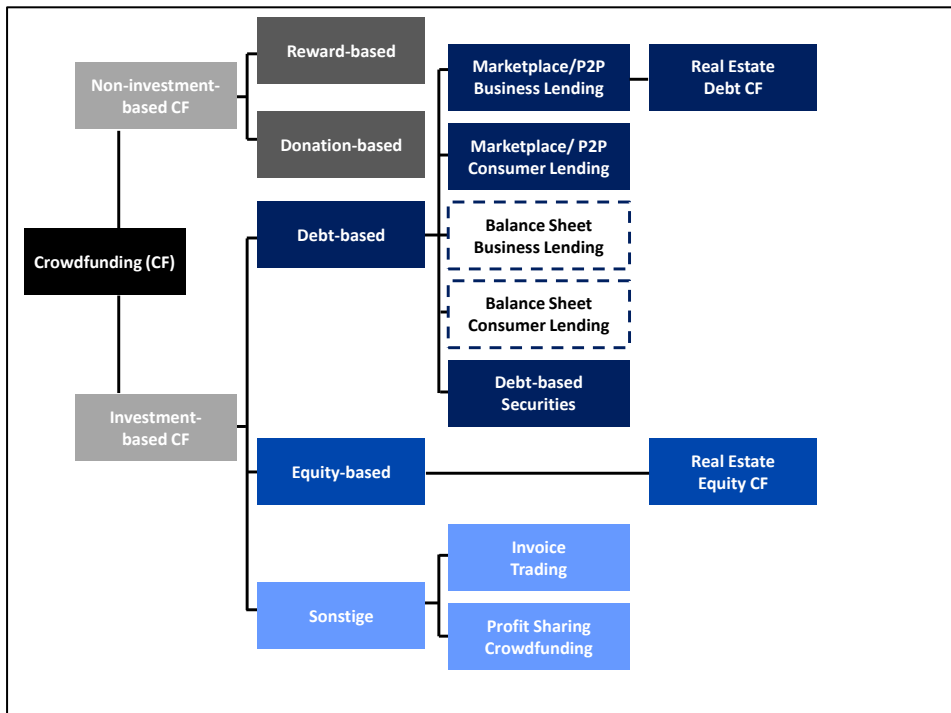 Reward-based
Non-investment-
based CF
Donation-based
Crowdfunding (CF)
Investment-
based CF
Debt-based
Marketplace/P2P
Business Lending
Real Estate
Debt CF
Marketplace/ P2P
Consumer Lending
Balance Sheet
Business Lending
Balance Sheet
Consumer Lending
Debt-based
Securities
Equity-based
Real Estate
Equity CF
Sonstige
Invoice
Trading
Profit Sharing
Crowdfunding